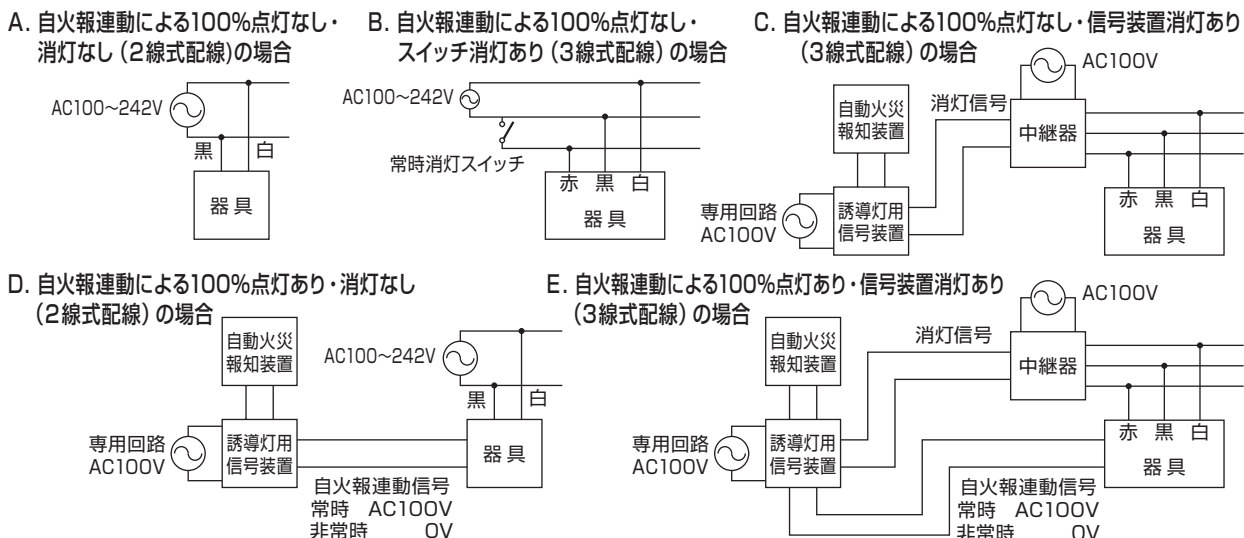 A. 自火報連動による100%点灯なし・
消灯なし(2線式配線)の場合
AC100~242V
黒 白
器具
B. 自火報連動による100%点灯なし・
スイッチ消灯あり(3線式配線)の場合
AC100~242V
常時消灯スイッチ
赤 黒 白
器具
C. 自火報連動による100%点灯なし・信号装置消灯あり
(3線式配線)の場合
AC100V
自動火災
報知装置
消灯信号
中継器
専用回路
AC100V
誘導灯用
信号装置
赤 黒 白
器具
D. 自火報連動による100%点灯あり・消灯なし
(2線式配線)の場合
自動火災
報知装置
AC100~242V
黒 白
専用回路
AC100V
誘導灯用
信号装置
器具
自火報連動信号
常時 AC100V
非常時 0V
E. 自火報連動による100%点灯あり・信号装置消灯あり
(3線式配線)の場合
AC100V
自動火災
報知装置
消灯信号
中継器
専用回路
AC100V
誘導灯用
信号装置
赤 黒 白
器具
自火報連動信号
常時 AC100V
非常時 0V